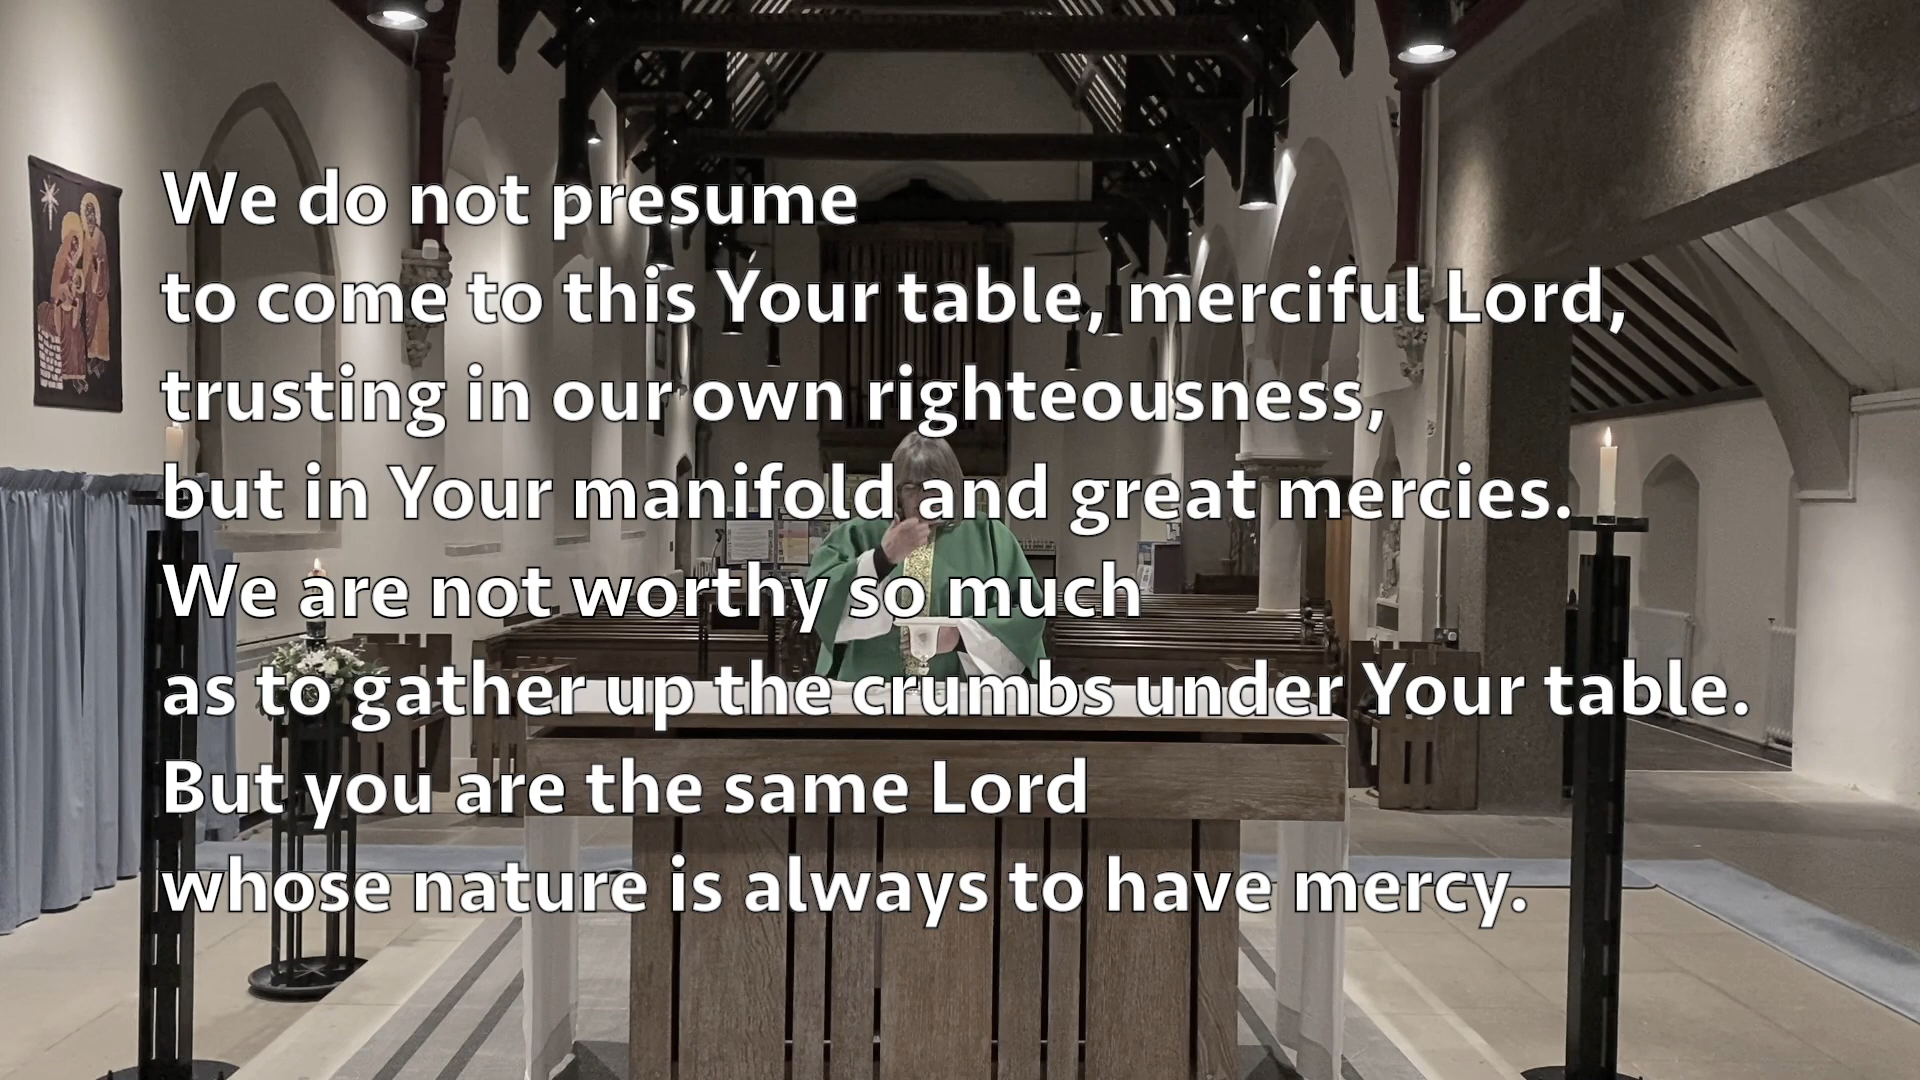 We do not presume
to come to this Your table, merciful Lord,
trusting in our own righteousness,
but in Your manifold and great mercies.
We are not worthy so much
as to gather up the crumbs under Your table.
But you are the same Lord
whose nature is always to have mercy.